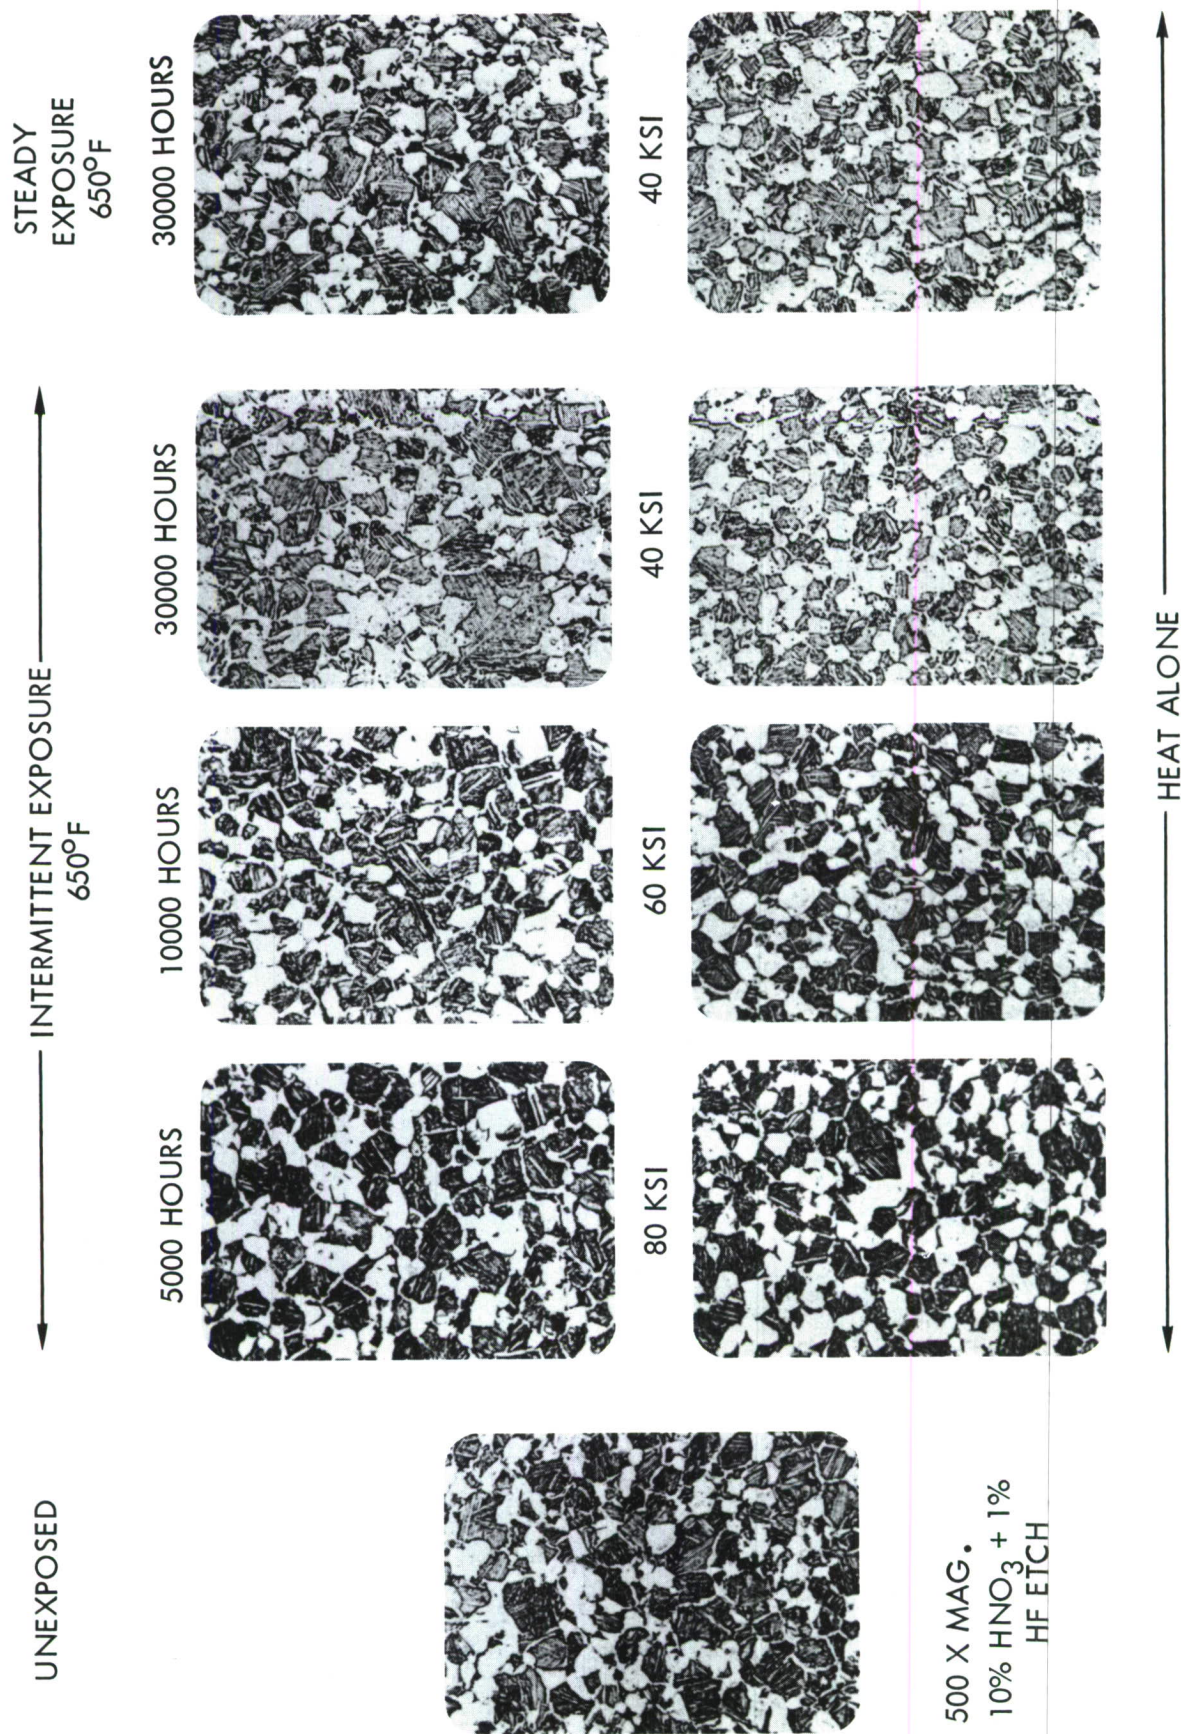 UNEXPOSED
INTERMITTENT EXPOSURE
650°F
STEADY
EXPOSURE
650°F
5000 HOURS
10000 HOURS
30000 HOURS
30000 HOURS
80 KSI
60 KSI
40 KSI
40 KSI
500 X MAG.
10% HNO3 + 1%
HF ETCH
HEAT ALONE